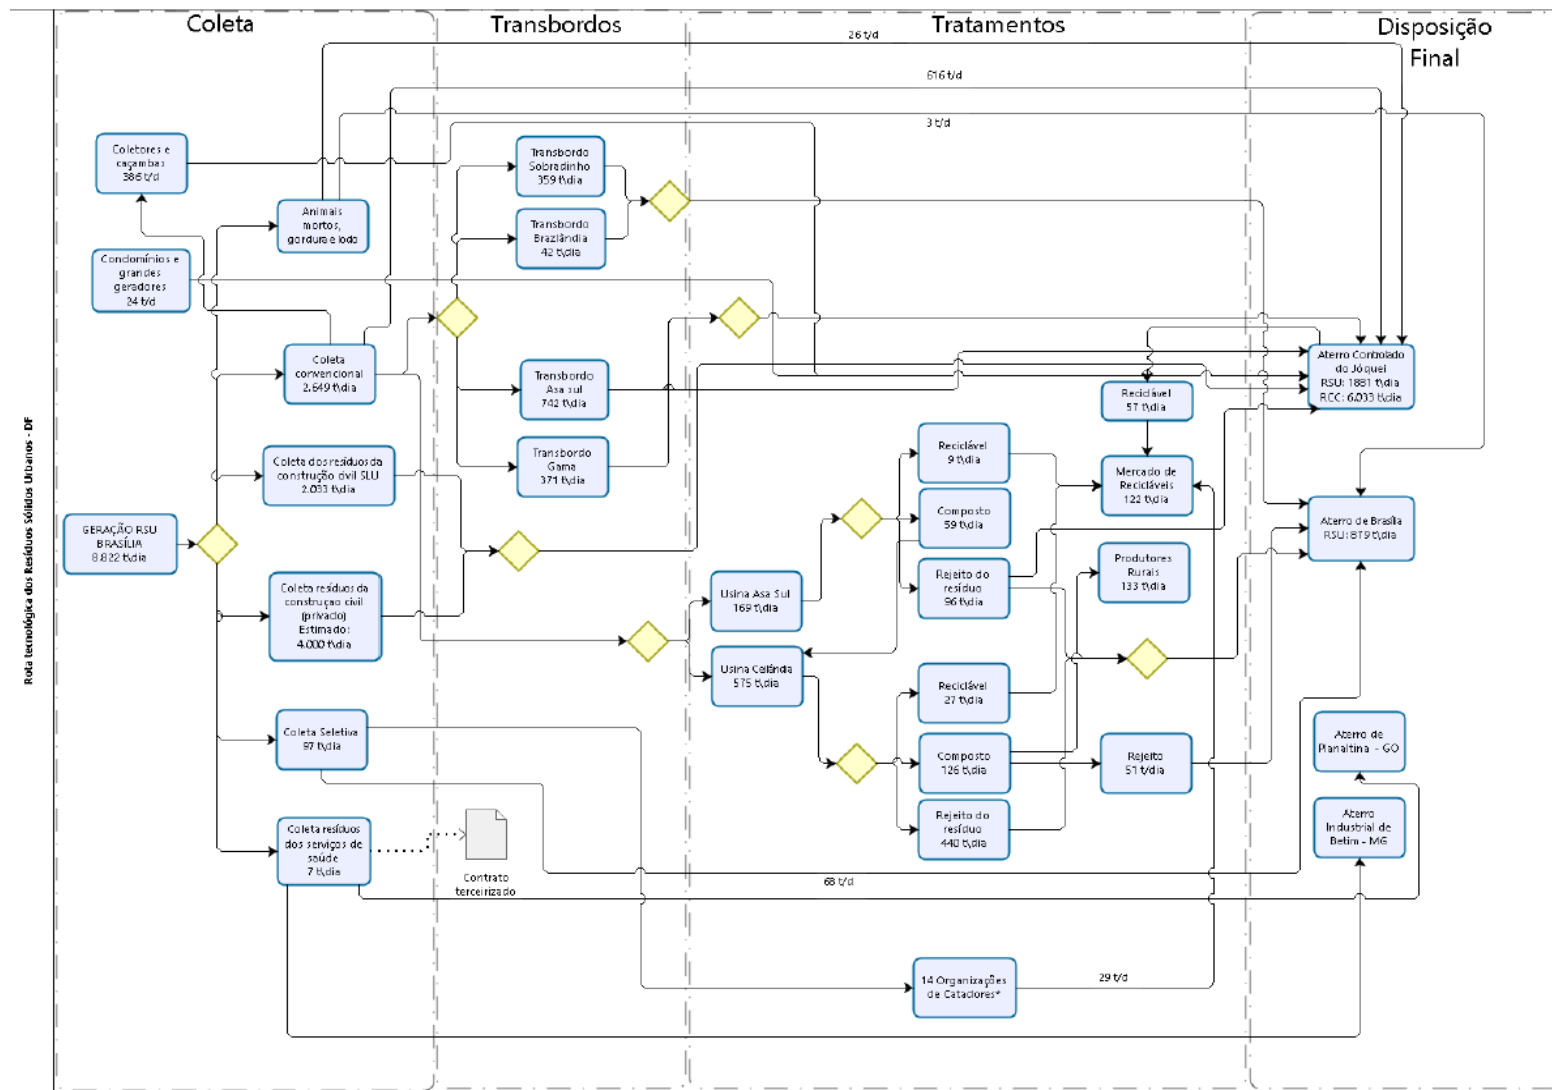 Coleta
Transbordos
Tratamentos
Disposição
Final
Rota tecnológica dos Resíduos Sólidos Urbanos - DF
26 t/d
616 t/d
3 t/d
Coletores e
caçambas
386 t/d
Animais
mortos,
gordura e lodo
Condomínios e
grandes
geradores
24 t/d
Coleta
convencional
2.649 t\dia
Coleta dos resíduos da
construção civil SLU
2.033 t\dia
GERAÇÃO RSU
BRASÍLIA
8.822 t\dia
Coleta resíduos da
construçao civil
(privado)
Estimado:
4.000 t\dia
Coleta Seletiva
97 t\dia
Coleta resíduos
dos serviços de
saúde
7 t\dia
Transbordo
Sobradinho
359 t\dia
Transbordo
Brazlândia
42 t\dia
Transbordo
Asa sul
742 t\dia
Transbordo
Gama
371 t\dia
Contrato
terceirizado
Usina Asa Sul
169 t\dia
Usina Ceilândia
575 t\dia
Reciclável
9 t\dia
Composto
59 t\dia
Rejeito do
resíduo
96 t\dia
Reciclável
27 t\dia
Composto
126 t\dia
Rejeito do
resíduo
440 t\dia
Reciclável
57 t\dia
Mercado de
Recicláveis
122 t\dia
Produtores
Rurais
133 t\dia
Rejeito
51 t/dia
14 Organizações
de Catadores*
29 t/d
68 t/d
Aterro Controlado
do Jóquei
RSU: 1881 t\dia
RCC: 6.033 t\dia
Aterro de Brasília
RSU: 879 t\dia
Aterro de
Planaltina - GO
Aterro
Industrial de
Betim - MG